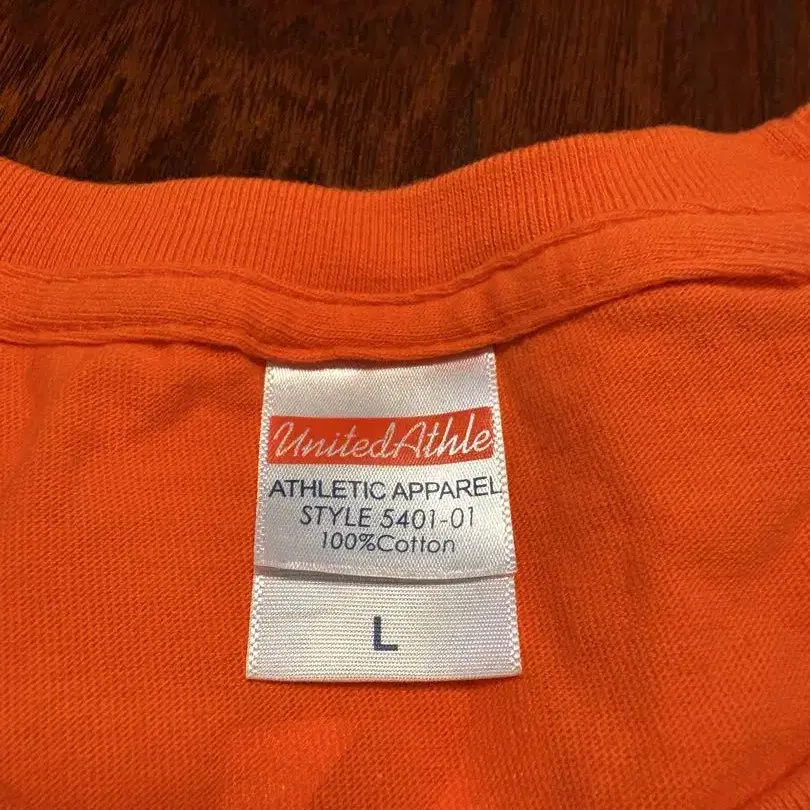 UnitedAthle
ATHLETIC APPAREL
STYLE 5401-01
100%Cotton
L